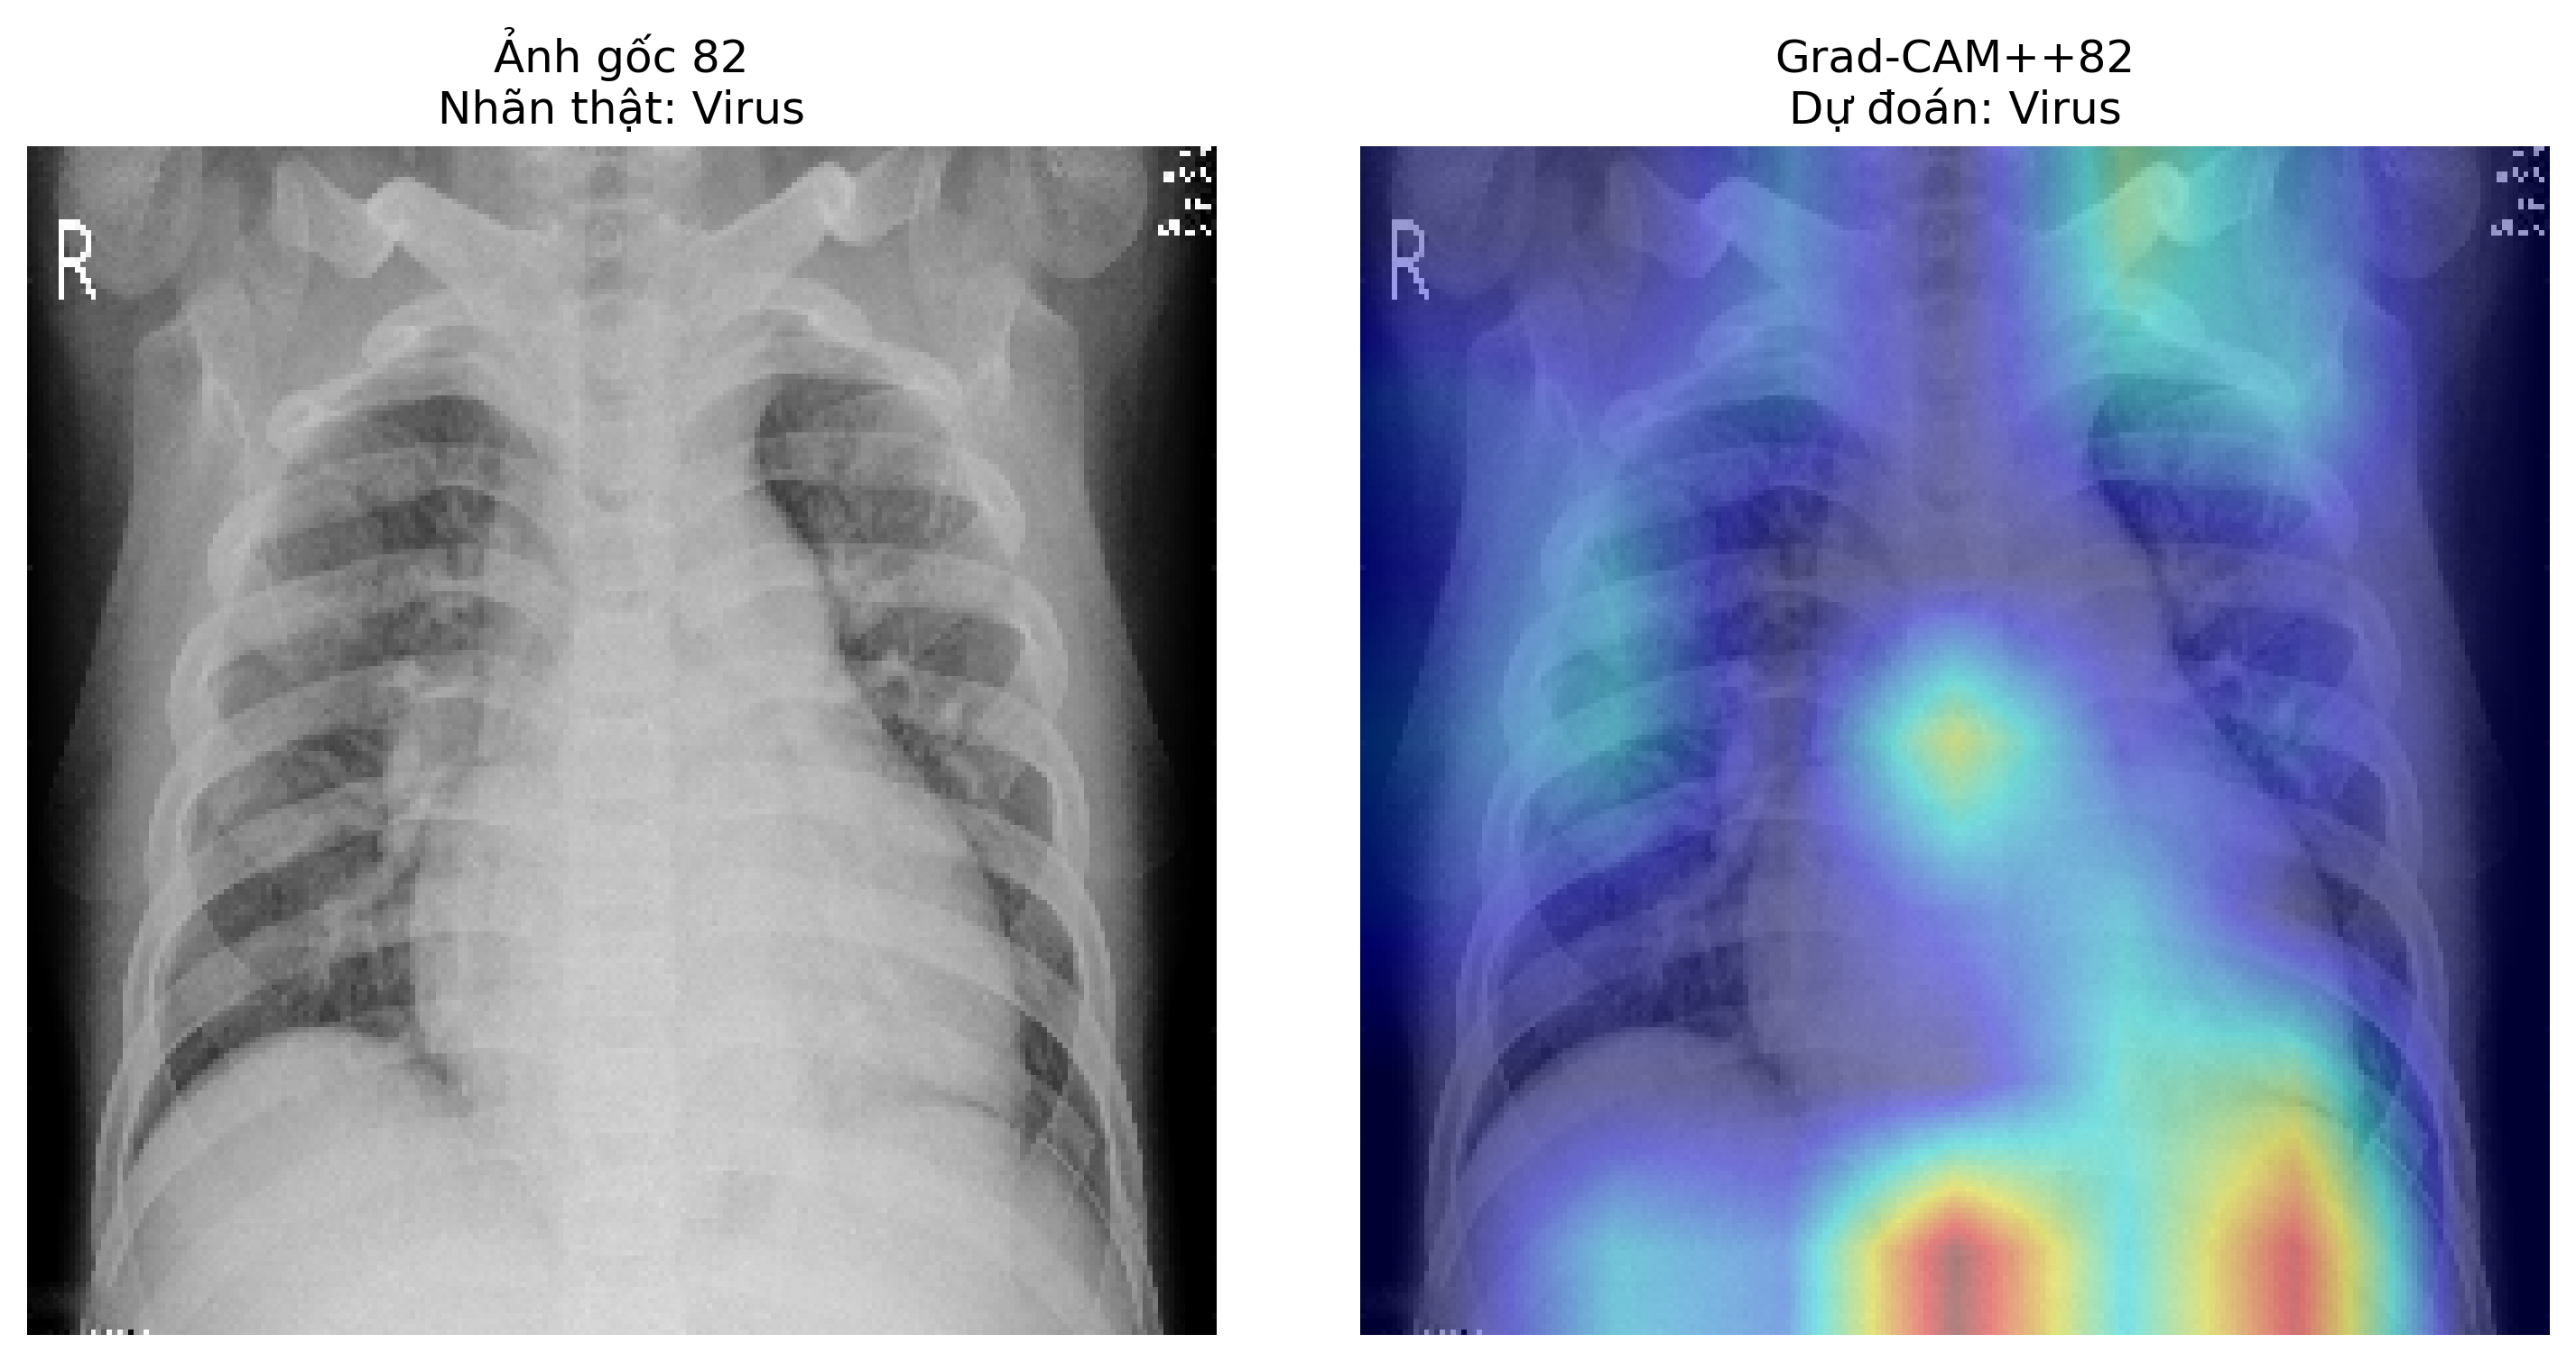 Ảnh gốc 82
Nhãn thật: Virus
Grad-CAM++82
Dự đoán: Virus
R
R